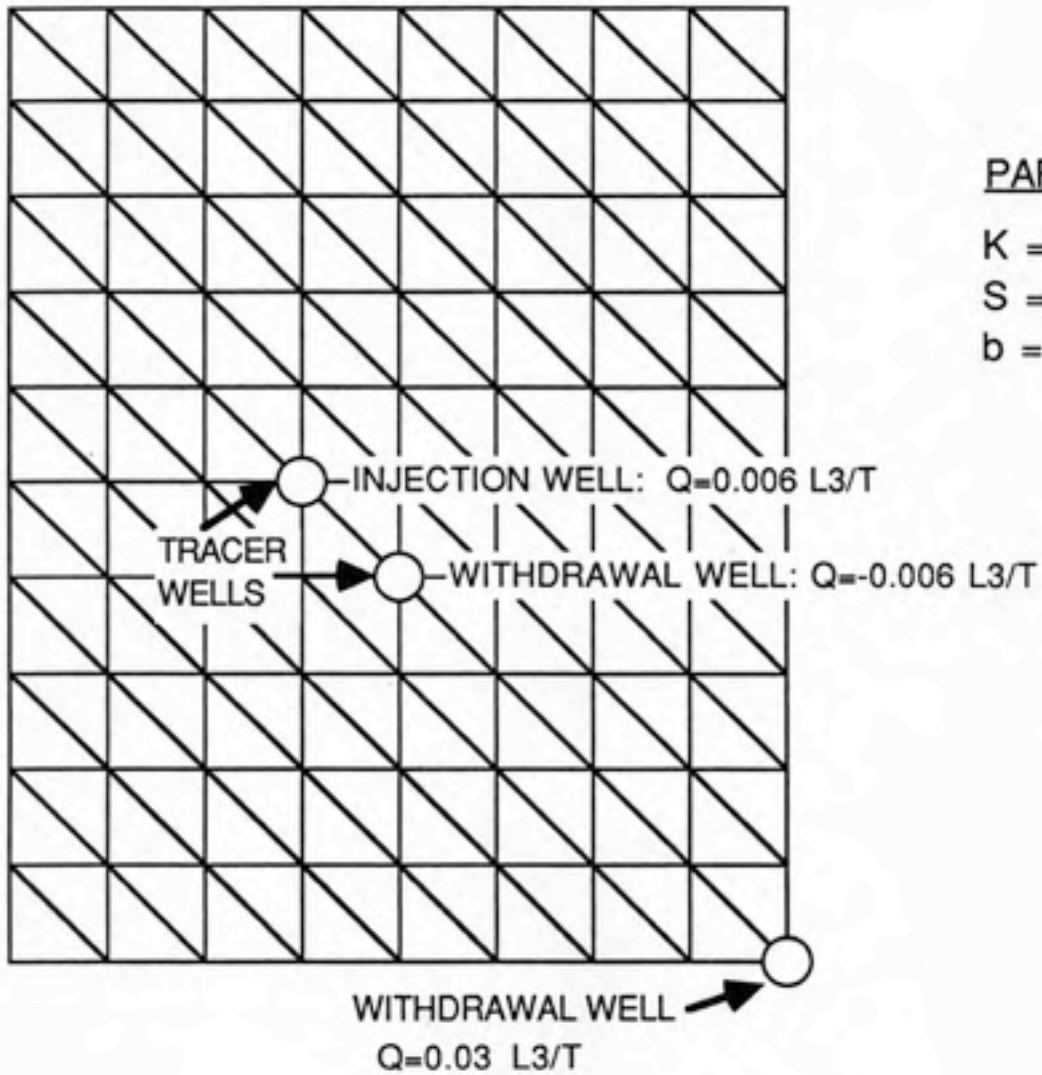 PAR
K =
S =
b =
INJECTION WELL: Q=0.006 L3/T
TRACER
WELLS
WITHDRAWAL WELL: Q=-0.006 L3/T
WITHDRAWAL WELL
Q=0.03 L3/T